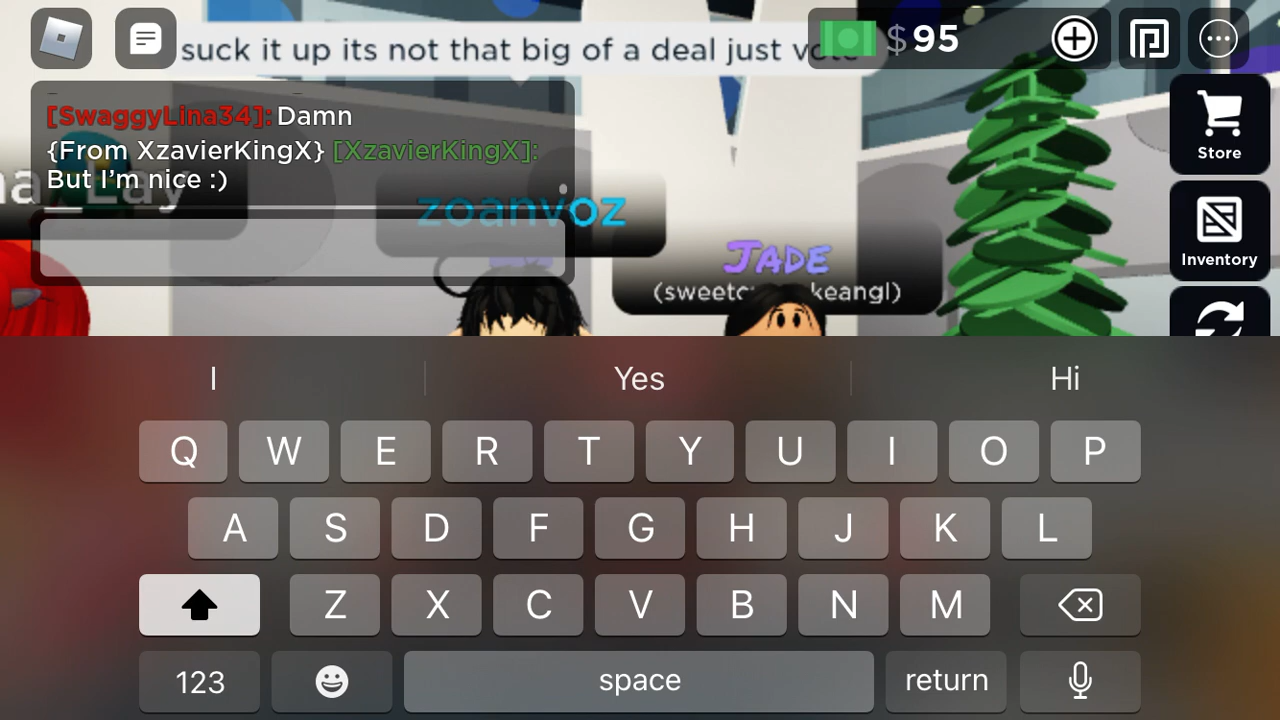 suck it up its not that big of a deal just vote
$95
[SwaggyLina34]: Damn
{From XzavierKingX} [XzavierKingX]:
But I'm nice :)
zoanvoz
JADE
Store
Inventory
I Yes Hi
Q W E R T Y U I O P
A S D F G H J K L
Z X C V B N M
123 space return